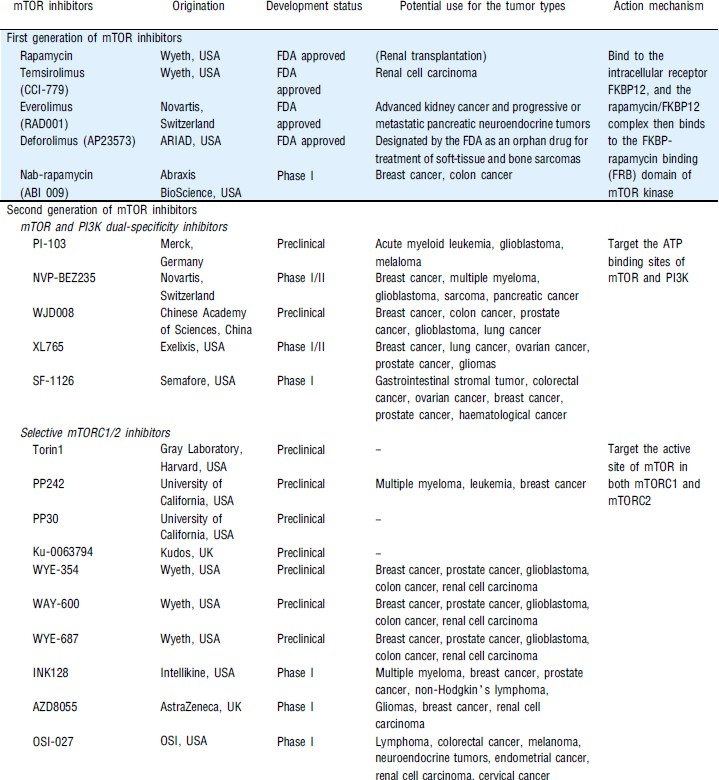 mTOR inhibitors Origination Development status Potential use for the tumor types Action mechanism
First generation of mTOR inhibitors
Rapamycin Wyeth, USA FDA approved (Renal transplantation) Bind to the
Temsirolimus Wyeth, USA FDA Renal cell carcinoma intracellular receptor
(CCI-779) approved FKBP12, and the
Everolimus Novartis, FDA Advanced kidney cancer and progressive or rapamycin/FKBP12
(RAD001) Switzerland approved metastatic pancreatic neuroendocrine tumors complex then binds
Deforolimus (AP23573) ARIAD, USA FDA approved Designated by the FDA as an orphan drug for to the FKBP-
treatment of soft-tissue and bone sarcomas rapamycin binding
Nab-rapamycin Abraxis Phase I Breast cancer, colon cancer (FRB) domain of
(ABI 009) BioScience, USA mTOR kinase
Second generation of mTOR inhibitors
mTOR and PI3K dual-specificity inhibitors
PI-103 Merck, Preclinical Acute myeloid leukemia, glioblastoma, Target the ATP
Germany melaloma binding sites of
NVP-BEZ235 Novartis, Phase I/II Breast cancer, multiple myeloma, mTOR and PI3K
Switzerland glioblastoma, sarcoma, pancreatic cancer
WJD008 Chinese Academy Preclinical Breast cancer, colon cancer, prostate
of Sciences, China cancer, glioblastoma, lung cancer
XL765 Exelixis, USA Phase I/II Breast cancer, lung cancer, ovarian cancer,
prostate cancer, gliomas
SF-1126 Semafore, USA Phase I Gastrointestinal stromal tumor, colorectal
cancer, ovarian cancer, breast cancer,
prostate cancer, haematological cancer
Selective mTORC1/2 inhibitors
Torin1 Gray Laboratory, Preclinical – Target the active
Harvard, USA site of mTOR in
PP242 University of Preclinical Multiple myeloma, leukemia, breast cancer both mTORC1 and
California, USA mTORC2
PP30 University of Preclinical –
California, USA
Ku-0063794 Kudos, UK Preclinical –
WYE-354 Wyeth, USA Preclinical Breast cancer, prostate cancer, glioblastoma,
colon cancer, renal cell carcinoma
WAY-600 Wyeth, USA Preclinical Breast cancer, prostate cancer, glioblastoma,
colon cancer, renal cell carcinoma
WYE-687 Wyeth, USA Preclinical Breast cancer, prostate cancer, glioblastoma,
colon cancer, renal cell carcinoma
INK128 Intellikine, USA Phase I Multiple myeloma, breast cancer, prostate
cancer, non-Hodgkin's lymphoma,
AZD8055 AstraZeneca, UK Phase I Gliomas, breast cancer, renal cell
carcinoma
OSI-027 OSI, USA Phase I Lymphoma, colorectal cancer, melanoma,
neuroendocrine tumors, endometrial cancer,
renal cell carcinoma, cervical cancer